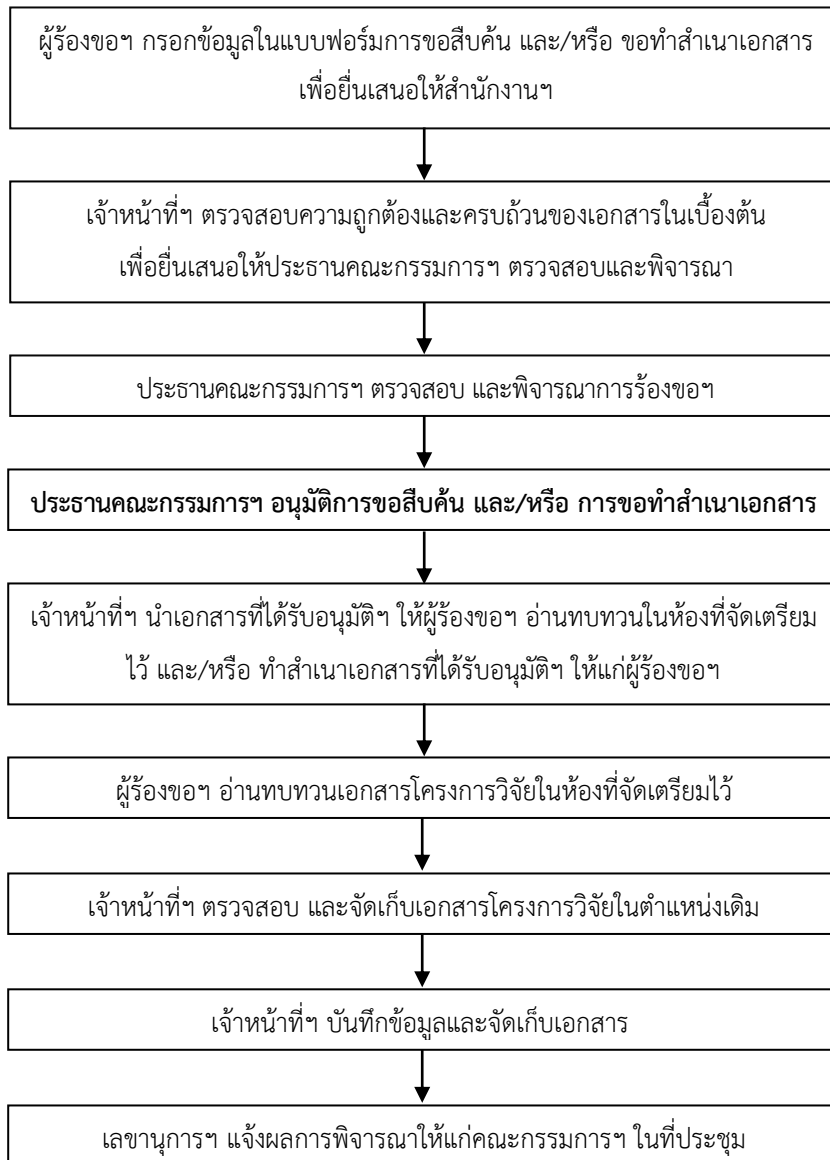 ผู้ร้องขอฯ กรอกข้อมูลในแบบฟอร์มการขอสืบค้น และ/หรือ ขอทำสำเนาเอกสาร
เพื่อยื่นเสนอให้สำนักงานฯ
เจ้าหน้าที่ฯ ตรวจสอบความถูกต้องและครบถ้วนของเอกสารในเบื้องต้น
เพื่อยื่นเสนอให้ประธานคณะกรรมการฯ ตรวจสอบและพิจารณา
ประธานคณะกรรมการฯ ตรวจสอบ และพิจารณาการร้องขอฯ
ประธานคณะกรรมการฯ อนุมัติการขอสืบค้น และ/หรือ การขอทำสำเนาเอกสาร
เจ้าหน้าที่ฯ นำเอกสารที่ได้รับอนุมัติฯ ให้ผู้ร้องขอฯ อ่านทบทวนในห้องที่จัดเตรียม
ไว้ และ/หรือ ทำสำเนาเอกสารที่ได้รับอนุมัติฯ ให้แก่ผู้ร้องขอฯ
ผู้ร้องขอฯ อ่านทบทวนเอกสารโครงการวิจัยในห้องที่จัดเตรียมไว้
เจ้าหน้าที่ฯ ตรวจสอบ และจัดเก็บเอกสารโครงการวิจัยในตำแหน่งเดิม
เจ้าหน้าที่ฯ บันทึกข้อมูลและจัดเก็บเอกสาร
เลขานุการฯ แจ้งผลการพิจารณาให้แก่คณะกรรมการฯ ในที่ประชุม